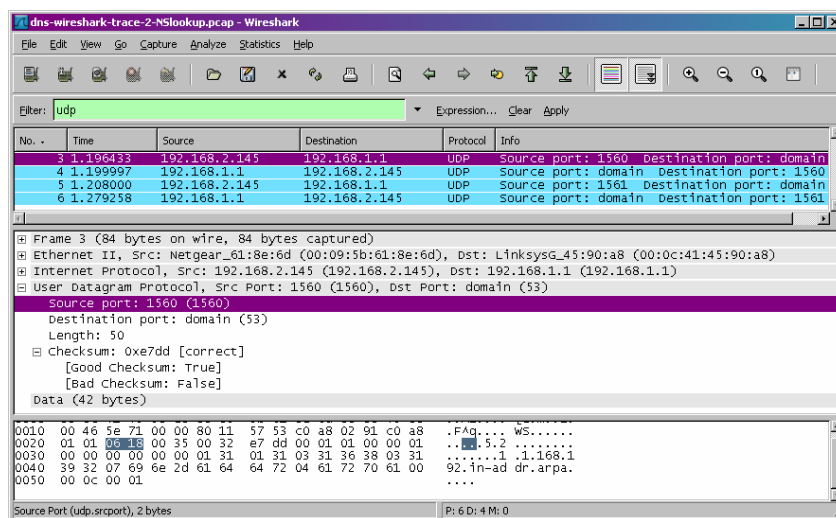 dns-wireshark-trace-2-NSlookup.pcap - Wireshark
File Edit View Go Capture Analyze Statistics Help
Filter: udp Expression... Clear Apply
No. . Time Source Destination Protocol Info
3 1.196433 192.168.2.145 192.168.1.1 UDP Source port: 1560 Destination port: domain
4 1.199997 192.168.1.1 192.168.2.145 UDP Source port: domain Destination port: 1560
5 1.208000 192.168.2.145 192.168.1.1 UDP Source port: 1561 Destination port: domain
6 1.279258 192.168.1.1 192.168.2.145 UDP Source port: domain Destination port: 1561
Frame 3 (84 bytes on wire, 84 bytes captured)
Ethernet II, Src: Netgear_61:8e:6d (00:09:5b:61:8e:6d), Dst: LinksysG_45:90:a8 (00:0c:41:45:90:a8)
Internet Protocol, Src: 192.168.2.145 (192.168.2.145), Dst: 192.168.1.1 (192.168.1.1)
User Datagram Protocol, Src Port: 1560 (1560), Dst Port: domain (53)
Source port: 1560 (1560)
Destination port: domain (53)
Length: 50
Checksum: 0xe7dd [correct]
[Good Checksum: True]
[Bad Checksum: False]
Data (42 bytes)
0010 00 46 5e 71 00 00 80 11 57 53 c0 a8 02 91 c0 a8 .F^q.... WS......
0020 01 01 06 18 00 35 00 32 e7 dd 00 01 01 00 00 01 .....5.2 ........
0030 00 00 00 00 00 00 01 31 01 31 03 31 36 38 03 31 .......1 .1.168.1
0040 39 32 07 69 6e 2d 61 64 64 72 04 61 72 70 61 00 92.in-ad dr.arpa.
0050 00 0c 00 01 ....
Source Port (udp.srcport), 2 bytes P: 6 D: 4 M: 0